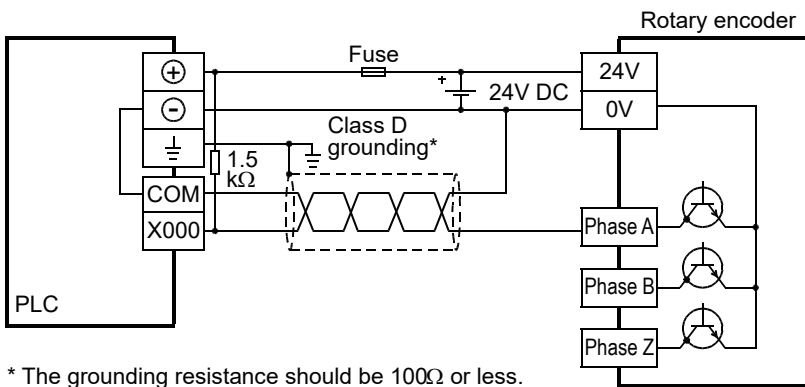 Rotary encoder
Fuse
24V
+
24V DC
0V
Class D
grounding*
1.5
kΩ
COM
X000
Phase A
Phase B
Phase Z
PLC
* The grounding resistance should be 100Ω or less.